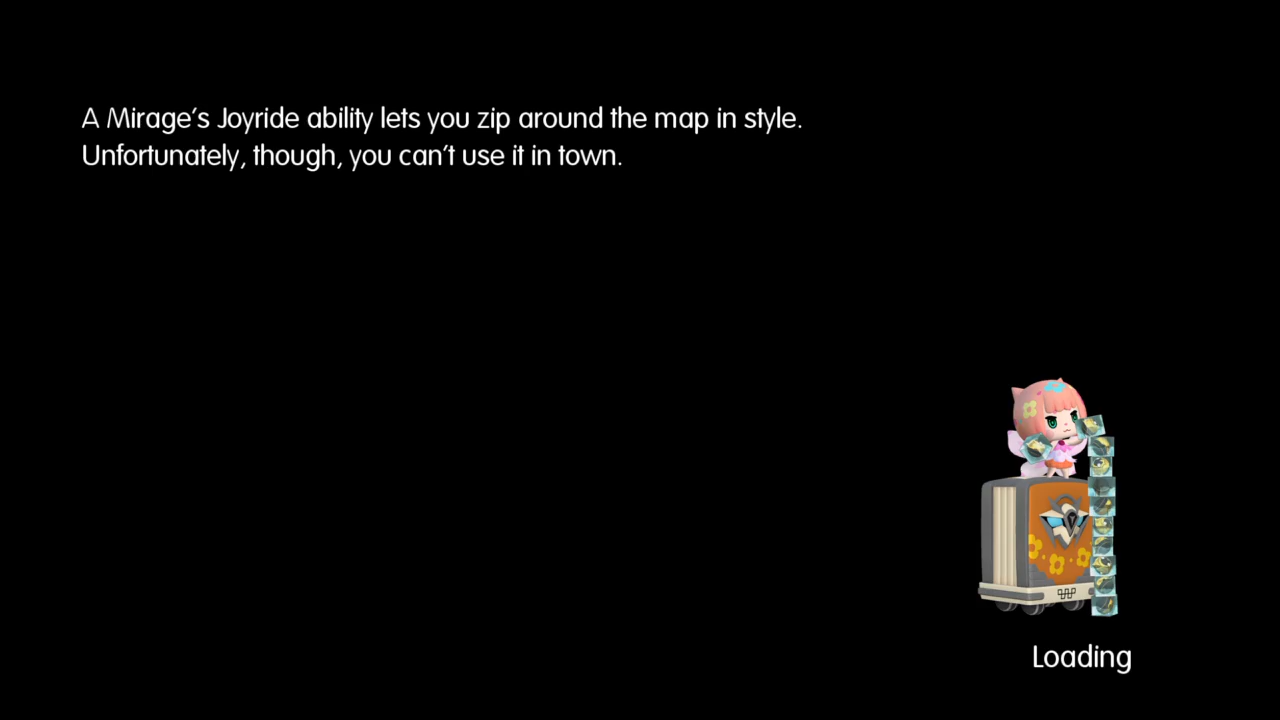 A Mirage's Joyride ability lets you zip around the map in style.
Unfortunately, though, you can't use it in town.
Loading